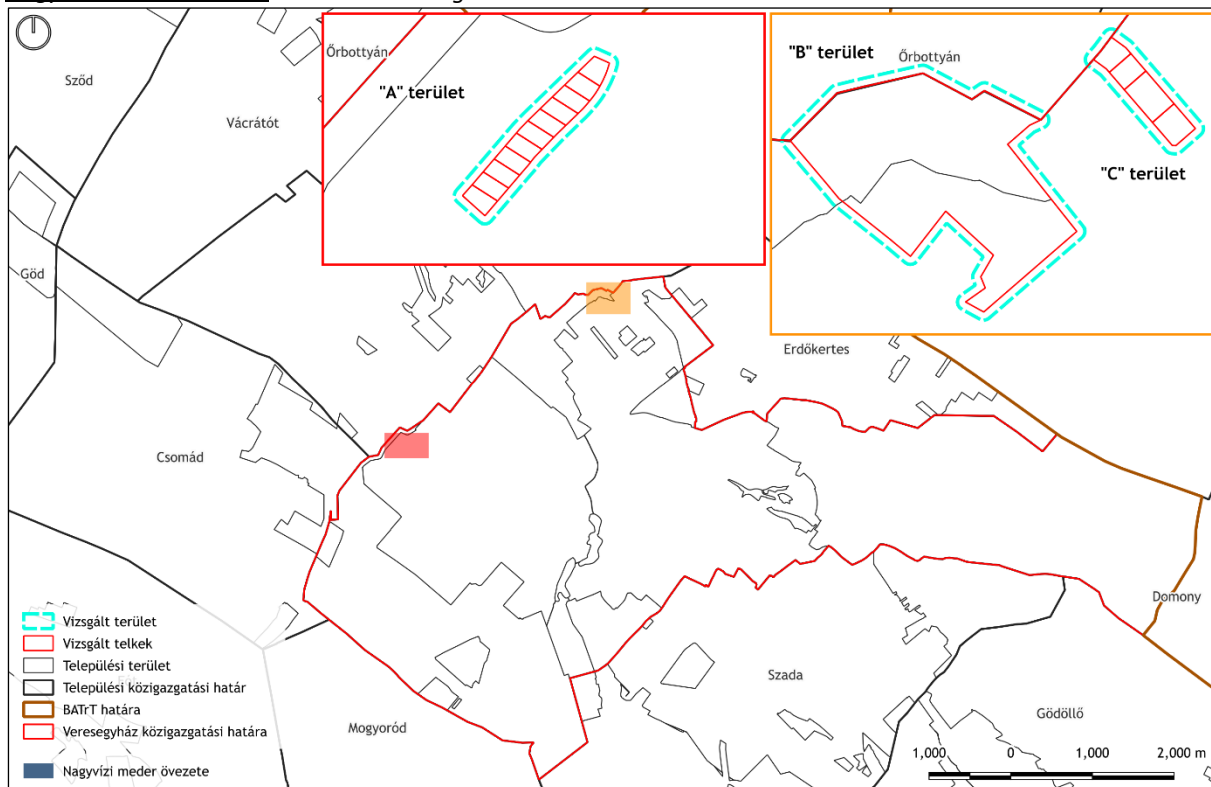 Őrbottyán
"A" terület
"B" terület
Őrbottyán
"C" terület
Sződ
Vácrátót
Göd
Erdőkertes
Csomád
Domony
Szada
Gödöllő
Mogyoród
Fót
Vizsgált terület
Vizsgált telkek
Települési terület
Települési közigazgatási határ
BATrT határa
Veresegyház közigazgatási határa
Nagyvízi meder övezete
1,000 0 1,000 2,000 m